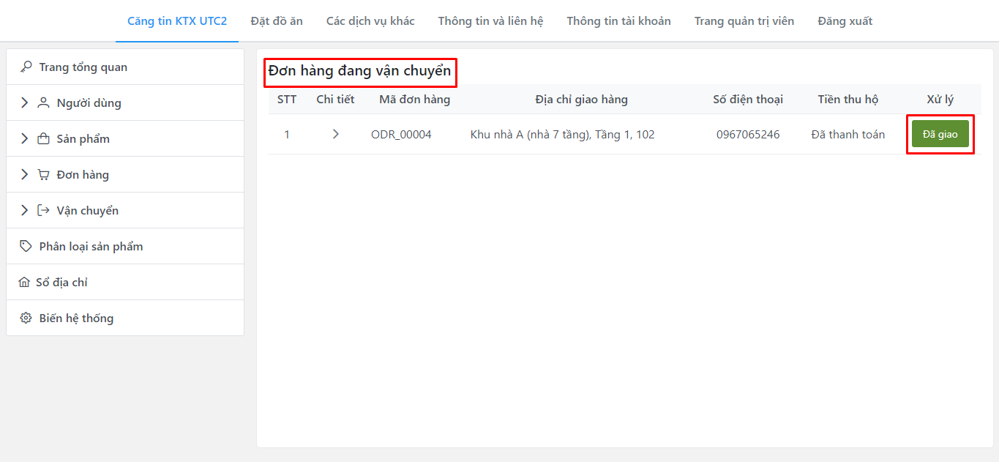 Căng tin KTX UTC2 Đặt đồ ăn Các dịch vụ khác Thông tin và liên hệ Thông tin tài khoản Trang quản trị viên Đăng xuất
Trang tổng quan
Người dùng
Sản phẩm
Đơn hàng
Vận chuyển
Phân loại sản phẩm
Sổ địa chỉ
Biến hệ thống
Đơn hàng đang vận chuyển
STT Chi tiết Mã đơn hàng Địa chỉ giao hàng Số điện thoại Tiền thu hộ Xử lý
1 ODR_00004 Khu nhà A (nhà 7 tầng), Tầng 1, 102 0967065246 Đã thanh toán Đã giao